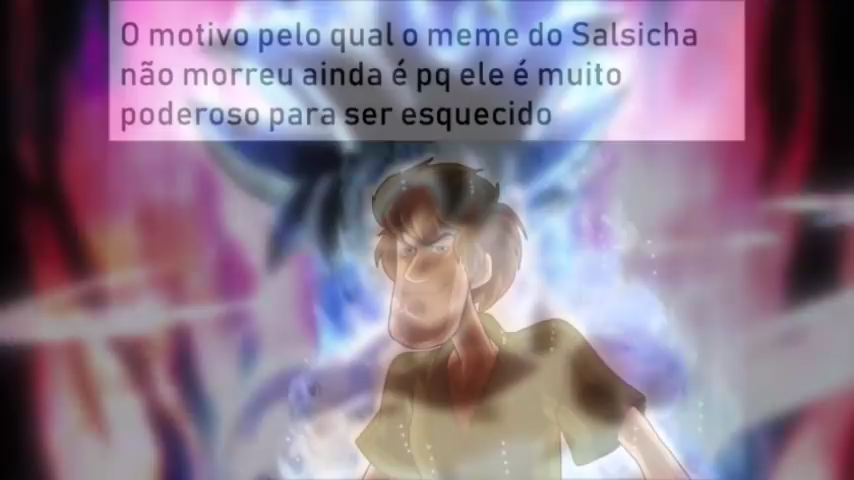 O motivo pelo qual o meme do Salsicha
não morreu ainda é pq ele é muito
poderoso para ser esquecido